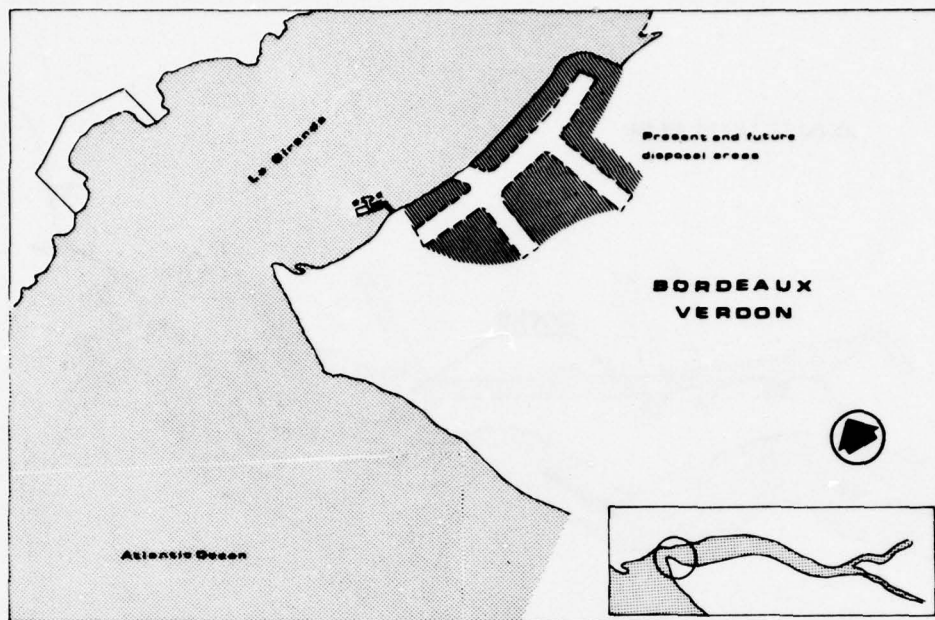 La Gironde
Present and future
disposal areas
BORDEAUX
VERDON
Atlantic Ocean